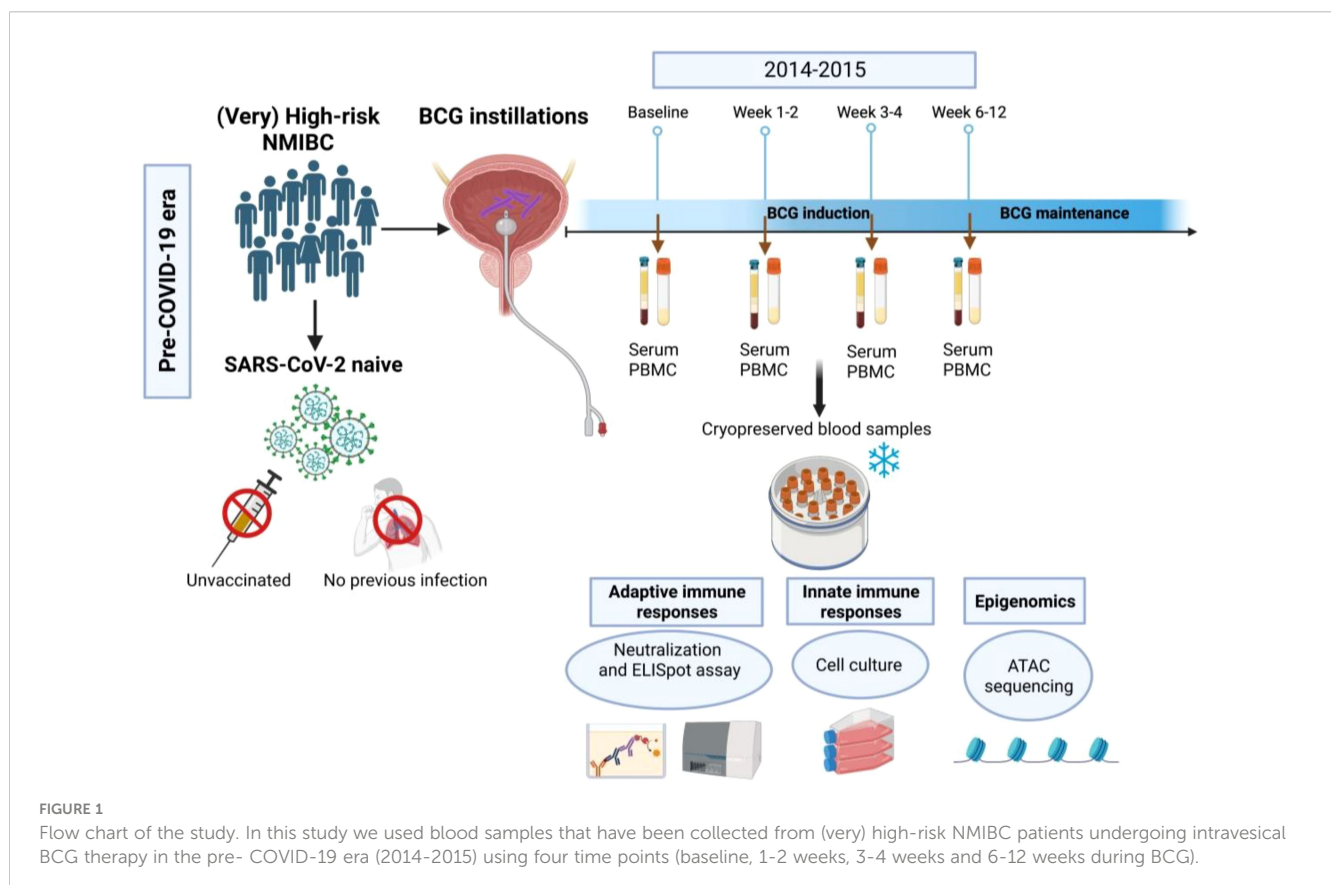 2014-2015
(Very) High-risk
NMIBC
BCG instillations
Baseline
Week 1-2
Week 3-4
Week 6-12
Pre-COVID-19 era
BCG induction
BCG maintenance
Serum
PBMC
Serum
PBMC
Serum
PBMC
Serum
PBMC
SARS-CoV-2 naive
Cryopreserved blood samples
Unvaccinated
No previous infection
Adaptive immune
responses
Innate immune
responses
Epigenomics
Neutralization
and ELISpot assay
Cell culture
ATAC
sequencing
FIGURE 1
Flow chart of the study. In this study we used blood samples that have been collected from (very) high-risk NMIBC patients undergoing intravesical
BCG therapy in the pre- COVID-19 era (2014-2015) using four time points (baseline, 1-2 weeks, 3-4 weeks and 6-12 weeks during BCG).